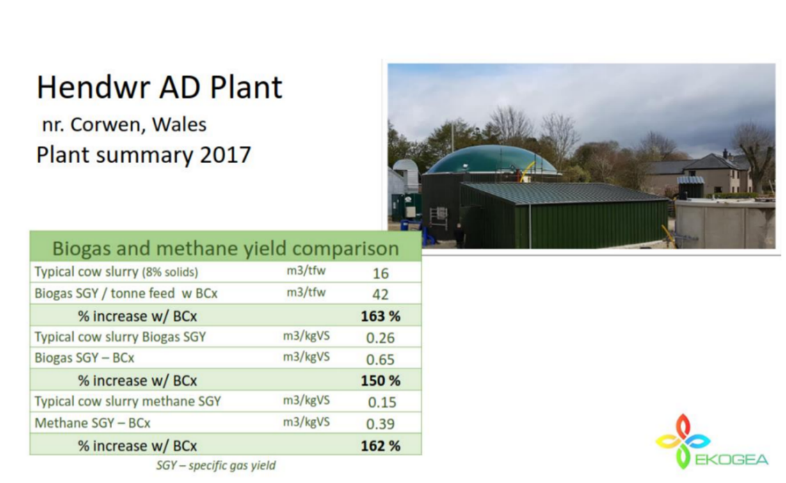 Hendwr AD Plant
nr. Corwen, Wales
Plant summary 2017
Biogas and methane yield comparison
Typical cow slurry (8% solids) m3/tfw 16
Biogas SGY / tonne feed w BCx m3/tfw 42
% increase w/ BCx 163 %
Typical cow slurry Biogas SGY m3/kgVS 0.26
Biogas SGY – BCx m3/kgVS 0.65
% increase w/ BCx 150 %
Typical cow slurry methane SGY m3/kgVS 0.15
Methane SGY – BCx m3/kgVS 0.39
% increase w/ BCx 162 %
SGY – specific gas yield
EKOGEA